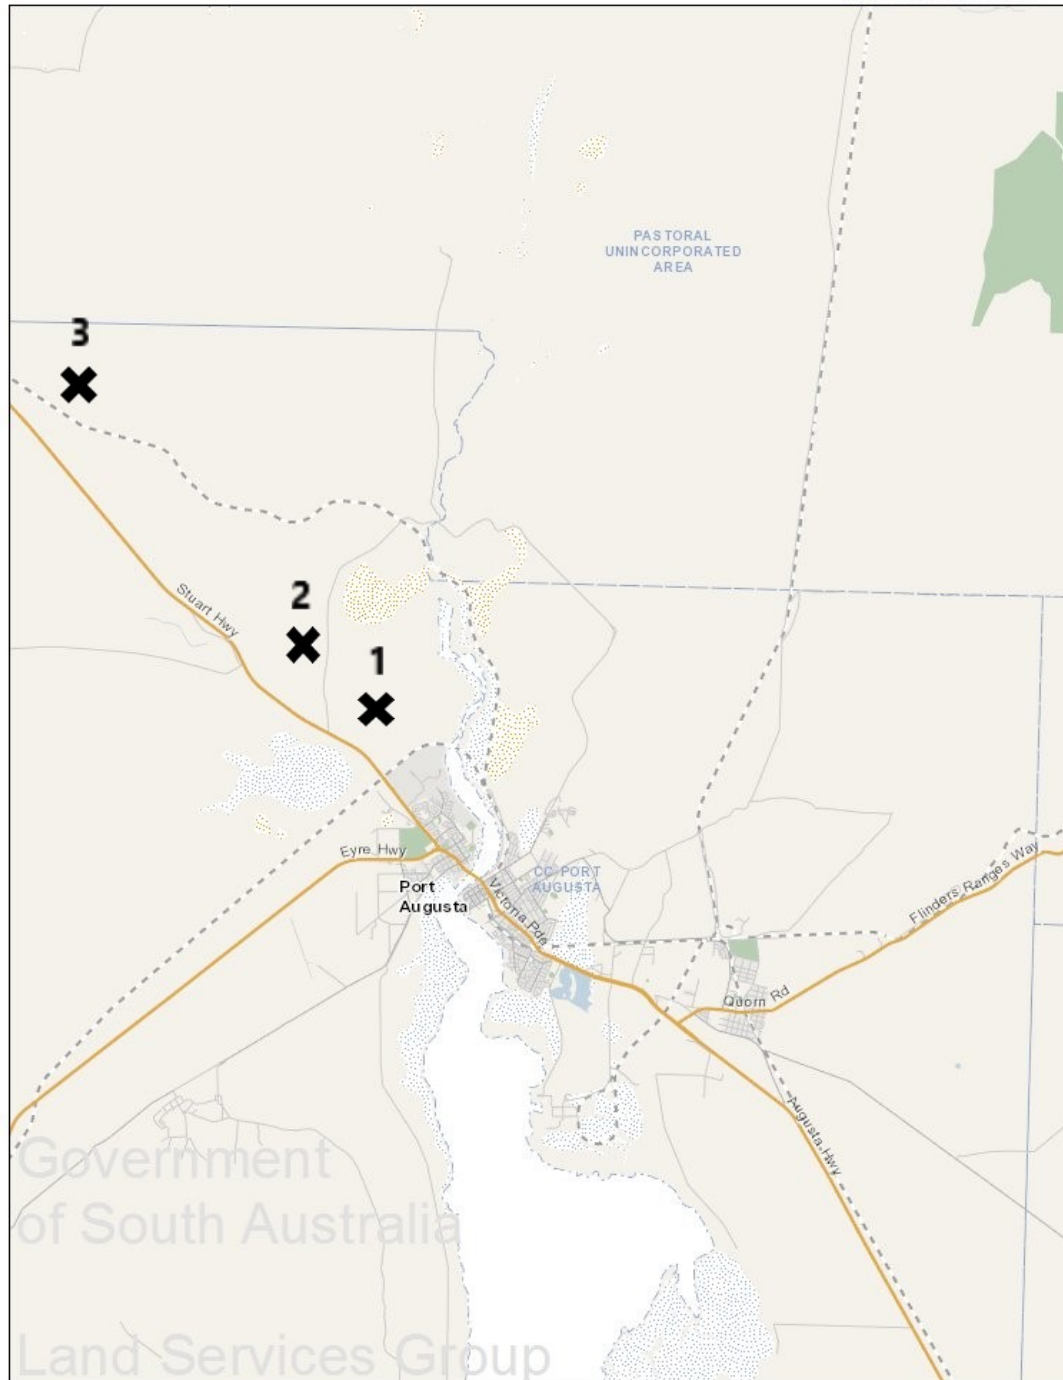 PASTORAL
UNINCORPORATED
AREA
3
Stuart Hwy
2
1
Eyre Hwy
Port
Augusta
CC PORT
AUGUSTA
Victoria Pde
Flinders Ranges Way
Quorn Rd
Augusta Hwy
Government
of South Australia
Land Services Group